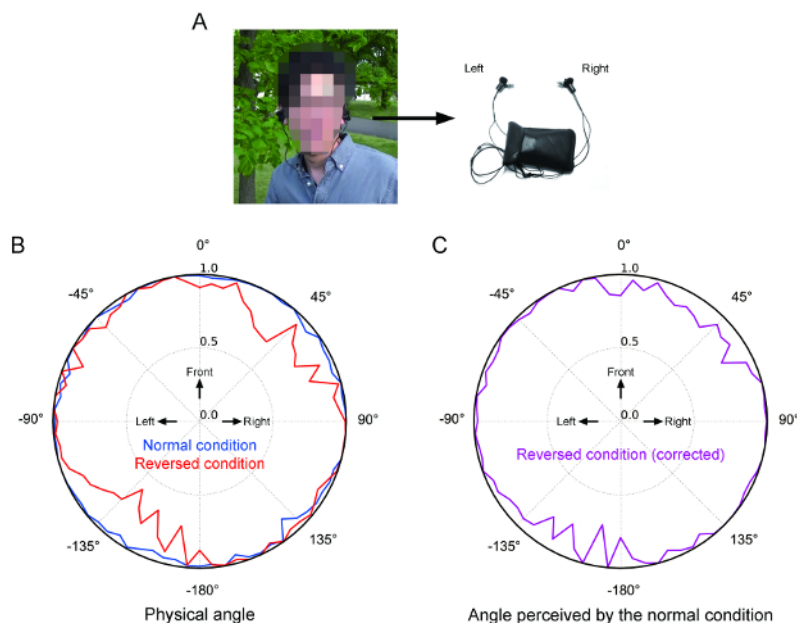 A
Left
Right
B
C
0°
1.0
-45°
45°
0.5
Front
-90°
Left
0.0
Right
90°
Normal condition
Reversed condition
-135°
135°
-180°
Physical angle
0°
1.0
-45°
45°
0.5
Front
-90°
Left
0.0
Right
90°
Reversed condition (corrected)
-135°
135°
-180°
Angle perceived by the normal condition